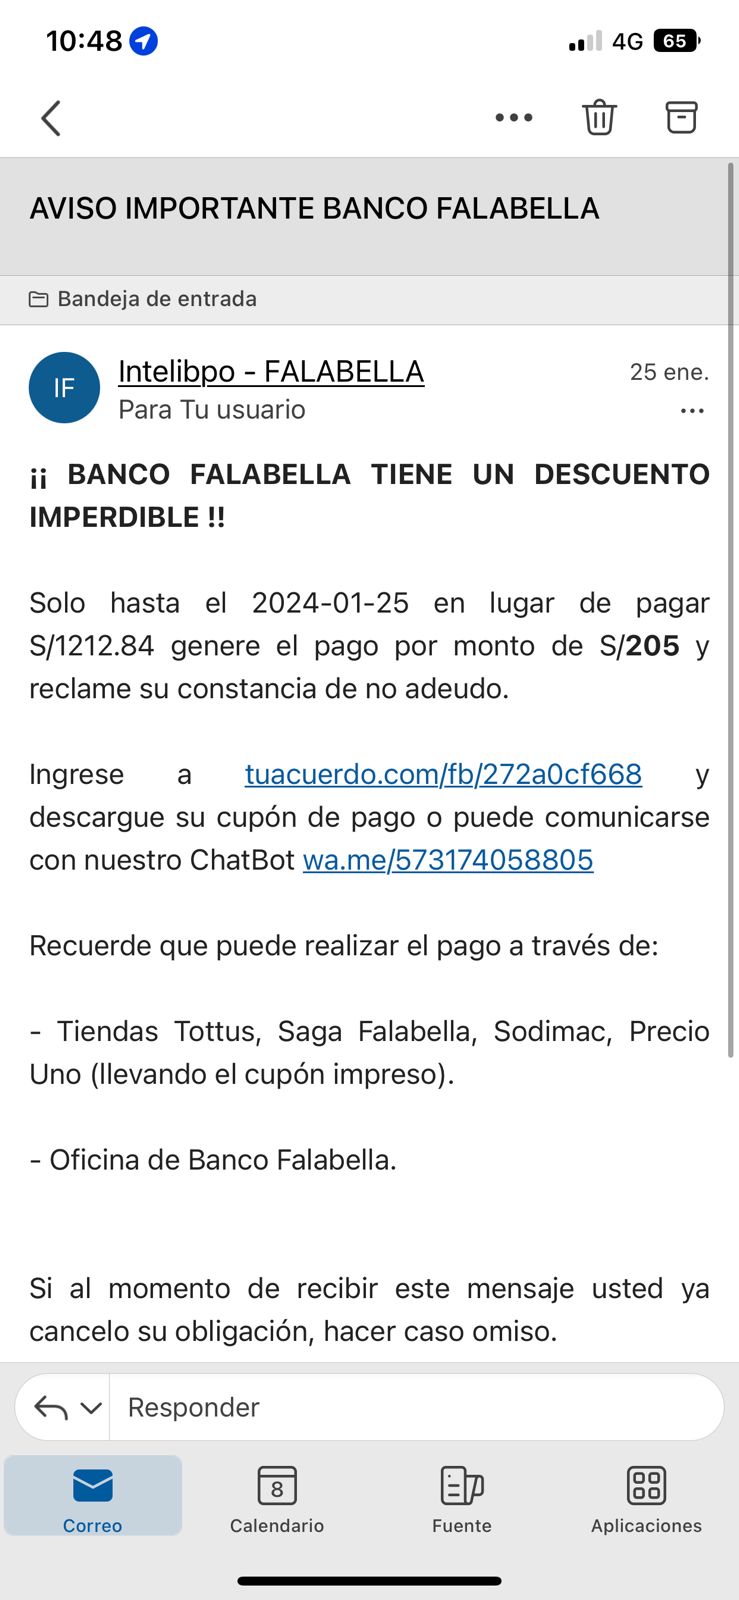 10:48
4G
65
AVISO IMPORTANTE BANCO FALABELLA
Bandeja de entrada
IF
Intelibpo - FALABELLA
25 ene.
Para Tu usuario
¡¡ BANCO FALABELLA TIENE UN DESCUENTO
IMPERDIBLE !!
Solo hasta el 2024-01-25 en lugar de pagar
S/1212.84 genere el pago por monto de S/205 y
reclame su constancia de no adeudo.
Ingrese a tuacuerdo.com/fb/272a0cf668 y
descargue su cupón de pago o puede comunicarse
con nuestro ChatBot wa.me/573174058805
Recuerde que puede realizar el pago a través de:
- Tiendas Tottus, Saga Falabella, Sodimac, Precio
Uno (llevando el cupón impreso).
- Oficina de Banco Falabella.
Si al momento de recibir este mensaje usted ya
cancelo su obligación, hacer caso omiso.
Responder
8
Correo
Calendario
Fuente
Aplicaciones